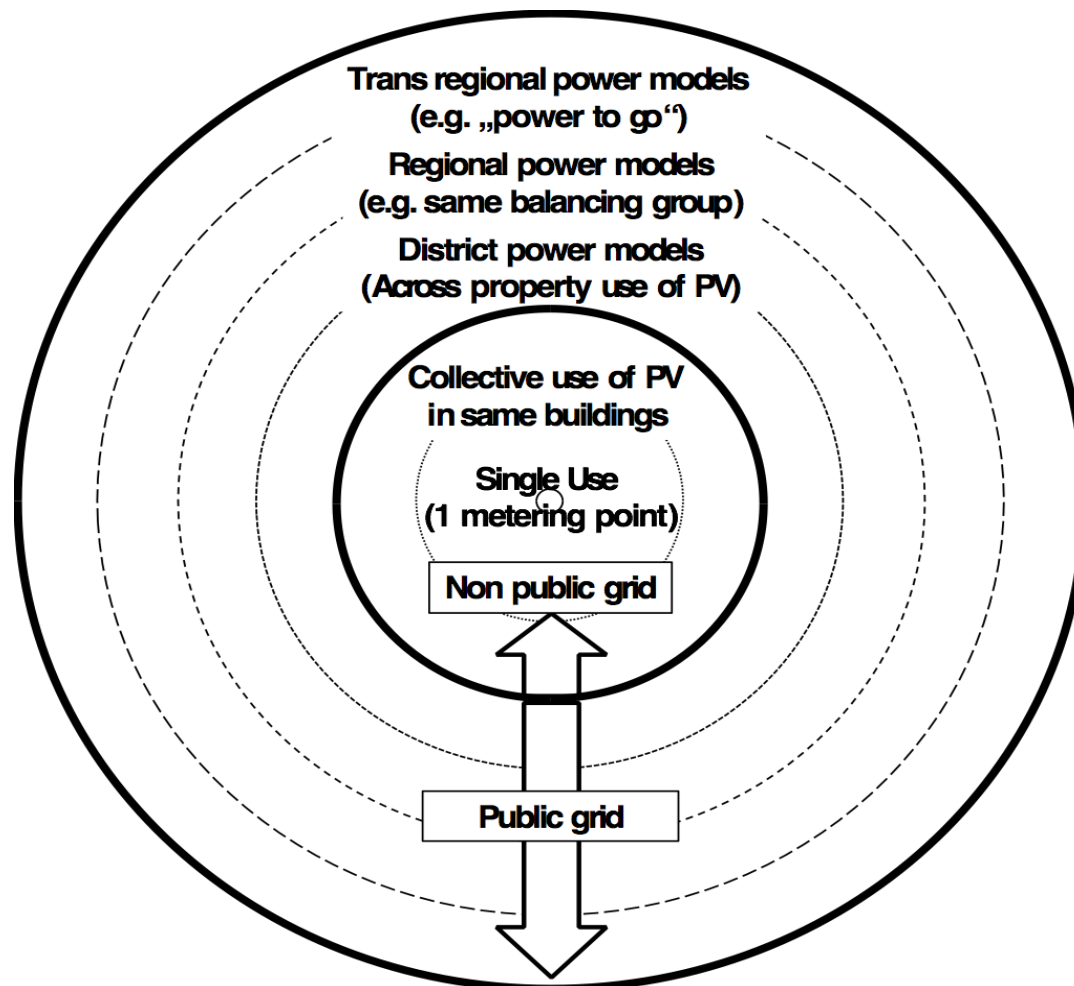 Trans regional power models
(e.g. „power to go“)
Regional power models
(e.g. same balancing group)
District power models
(Across property use of PV)
Collective use of PV
in same buildings
Single Use
(1 metering point)
Non public grid
Public grid